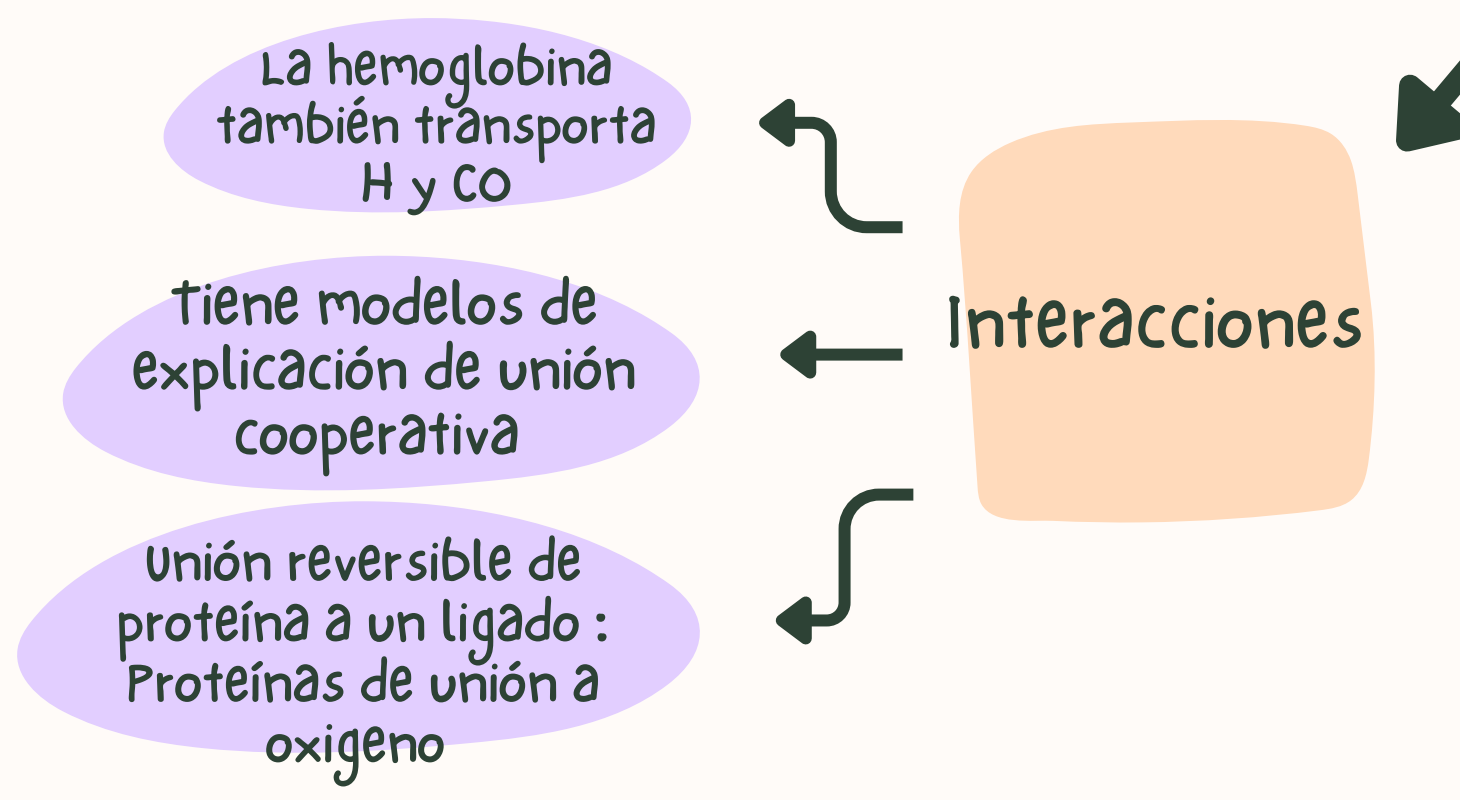 La hemoglobina
también transporta
H y CO
Tiene modelos de
explicación de unión
cooperativa
Unión reversible de
proteína a un ligado :
Proteínas de unión a
oxigeno
Interacciones